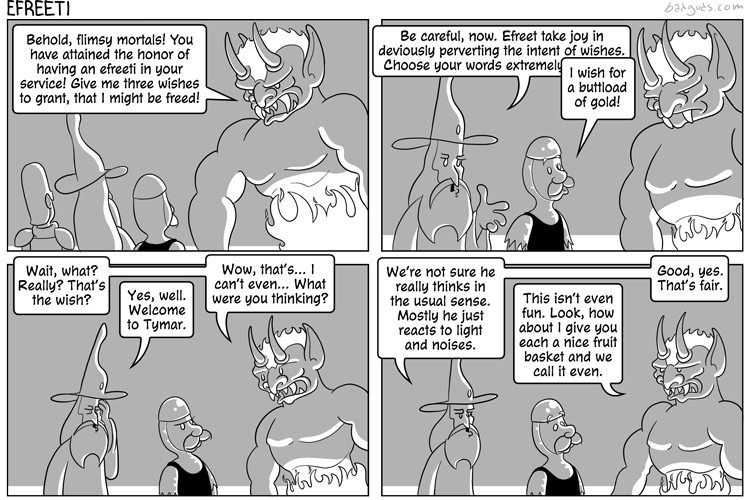 EFREETI
badguts.com
Behold, flimsy mortals! You
have attained the honor of
having an efreeti in your
service! Give me three wishes
to grant, that I might be freed!
Be careful, now. Efreet take joy in
deviously perverting the intent of wishes.
Choose your words extremely
I wish for
a buttload
of gold!
Wait, what?
Really? That's
the wish?
Yes, well.
Welcome
to Tymar.
Wow, that's... I
can't even... What
were you thinking?
We're not sure he
really thinks in
the usual sense.
Mostly he just
reacts to light
and noises.
This isn't even
fun. Look, how
about I give you
each a nice fruit
basket and we
call it even.
Good, yes.
That's fair.